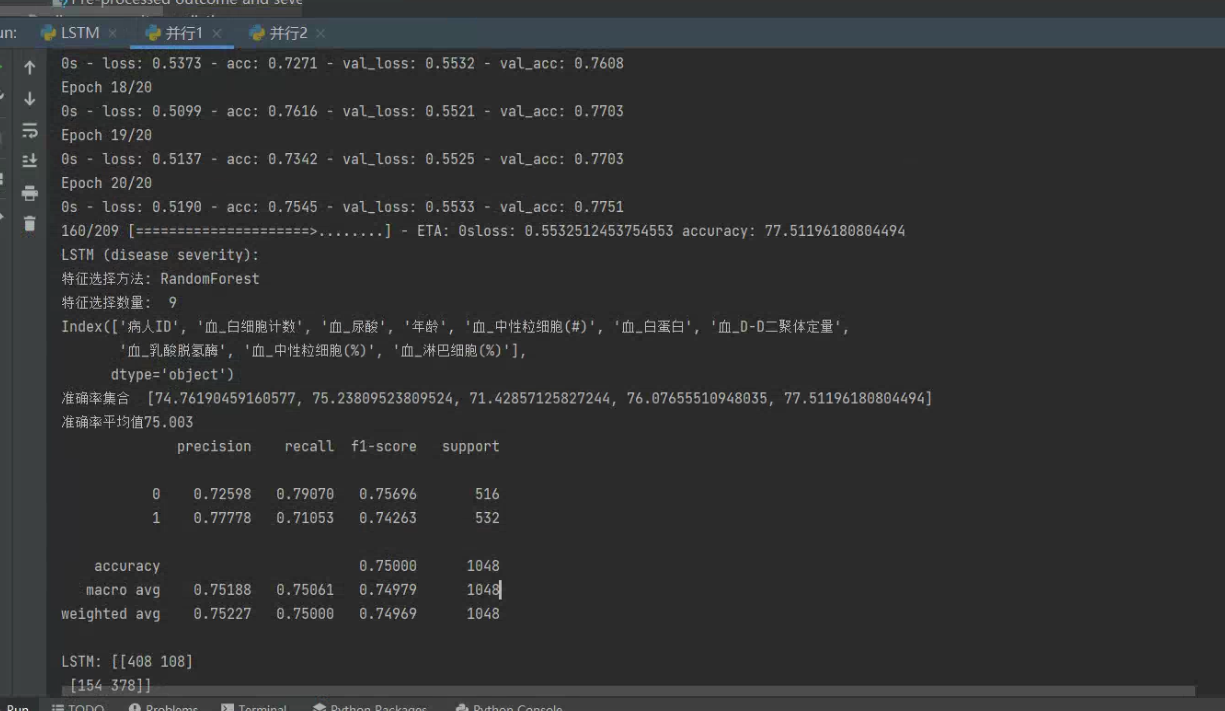 Pre-processed outcome and seve
un: LSTM × 并行1 × 并行2 ×
0s - loss: 0.5373 - acc: 0.7271 - val_loss: 0.5532 - val_acc: 0.7608
Epoch 18/20
0s - loss: 0.5099 - acc: 0.7616 - val_loss: 0.5521 - val_acc: 0.7703
Epoch 19/20
0s - loss: 0.5137 - acc: 0.7342 - val_loss: 0.5525 - val_acc: 0.7703
Epoch 20/20
0s - loss: 0.5190 - acc: 0.7545 - val_loss: 0.5533 - val_acc: 0.7751
160/209 [=====================>........] - ETA: 0sloss: 0.5532512453754553 accuracy: 77.51196180804494
LSTM (disease severity):
特征选择方法: RandomForest
特征选择数量:  9
Index(['病人ID', '血_白细胞计数', '血_尿酸', '年龄', '血_中性粒细胞(#)', '血_白蛋白', '血_D-D二聚体定量',
'血_乳酸脱氢酶', '血_中性粒细胞(%)', '血_淋巴细胞(%)'],
dtype='object')
准确率集合  [74.76190459160577, 75.23809523809524, 71.42857125827244, 76.07655510948035, 77.51196180804494]
准确率平均值75.003
precision    recall  f1-score   support
0    0.72598   0.79070   0.75696       516
1    0.77778   0.71053   0.74263       532
accuracy                        0.75000      1048
macro avg    0.75188   0.75061   0.74979      1048
weighted avg    0.75227   0.75000   0.74969      1048
LSTM: [[408 108]
[154 378]]
Run TODO Problems Terminal Python Packages Python Console